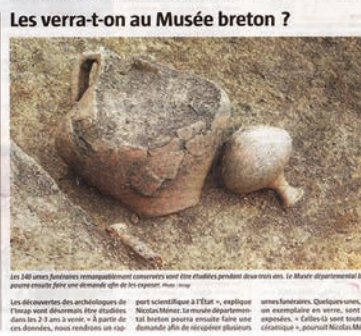 Les verra-t-on au Musée breton ?
Les 140 urnes funéraires remarquablement conservées vont être étudiées pendant deux-trois ans. Le Musée départemental
pourra ensuite faire une demande afin de les exposer. Photo : Inrap
Les découvertes des archéologues de
l'Inrap vont désormais être étudiées
dans les 2-3 ans à venir. « À partir de
ces données, nous rendrons un rap-
port scientifique à l'État », explique
Nicolas Ménez. Le musée départemen-
tal breton pourra ensuite faire une
demande afin de récupérer plusieurs
urnes funéraires. Quelques-unes,
un exemplaire en verre, sont
exposées. « Celles-là sont toutes
céramique », poursuit Nicolas